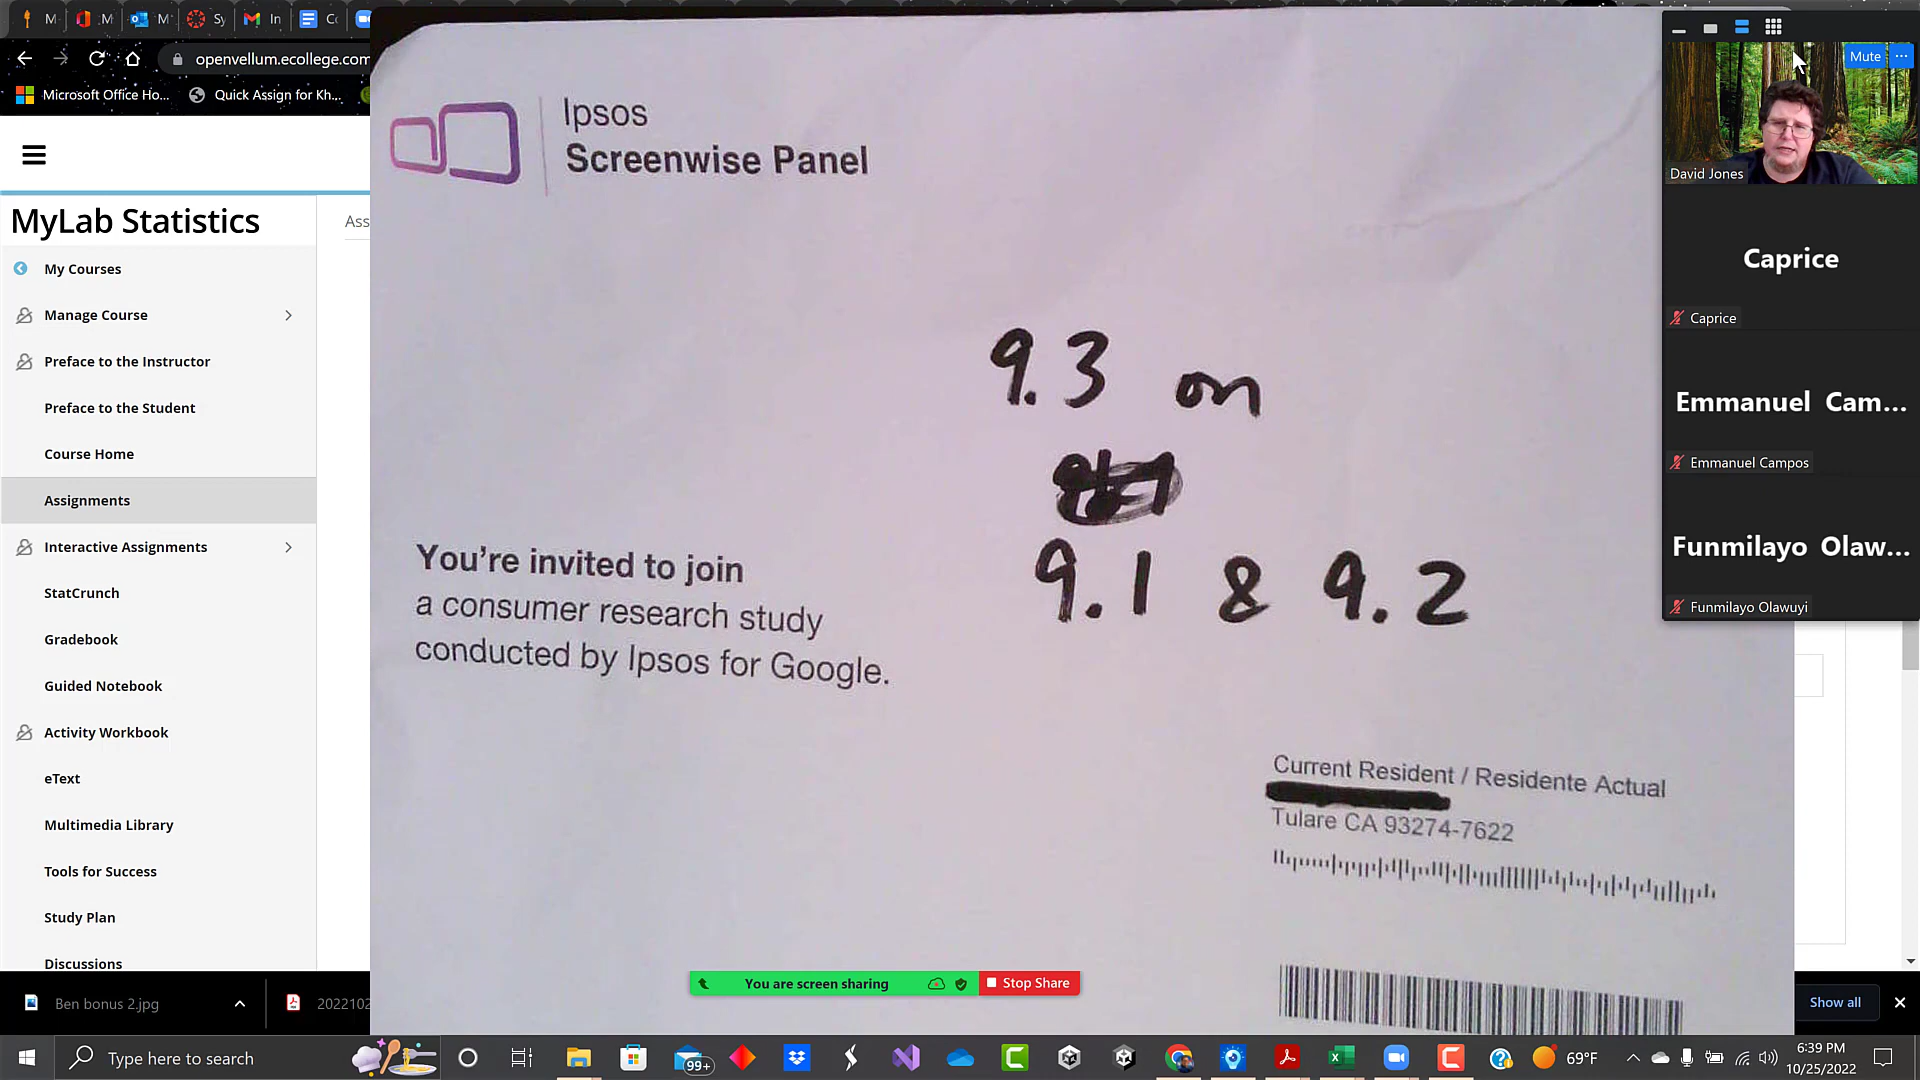 M
M
M
Sy
In
openvellum.ecollege.com
Microsoft Office Ho...
Quick Assign for Kh...
MyLab Statistics
My Courses
Manage Course
Preface to the Instructor
Preface to the Student
Course Home
Assignments
Interactive Assignments
StatCrunch
Gradebook
Guided Notebook
Activity Workbook
eText
Multimedia Library
Tools for Success
Study Plan
Discussions
Ass
Ipsos
Screenwise Panel
9.3 on
9.1 & 9.2
You're invited to join
a consumer research study
conducted by Ipsos for Google.
Current Resident / Residente Actual
Tulare CA 93274-7622
Mute
David Jones
Caprice
Caprice
Emmanuel Cam...
Emmanuel Campos
Funmilayo Olaw...
Funmilayo Olawuyi
You are screen sharing
Stop Share
Ben bonus 2.jpg
2022102
Show all
Type here to search
99+
69°F
6:39 PM
10/25/2022